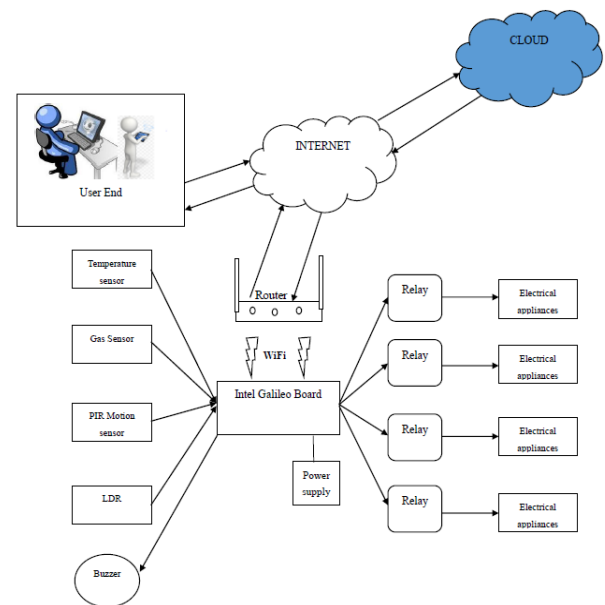 CLOUD
INTERNET
User End
Temperature
sensor
Gas Sensor
PIR Motion
sensor
LDR
Buzzer
Router
WiFi
Intel Galileo Board
Power
supply
Relay
Electrical
appliances
Relay
Electrical
appliances
Relay
Electrical
appliances
Relay
Electrical
appliances